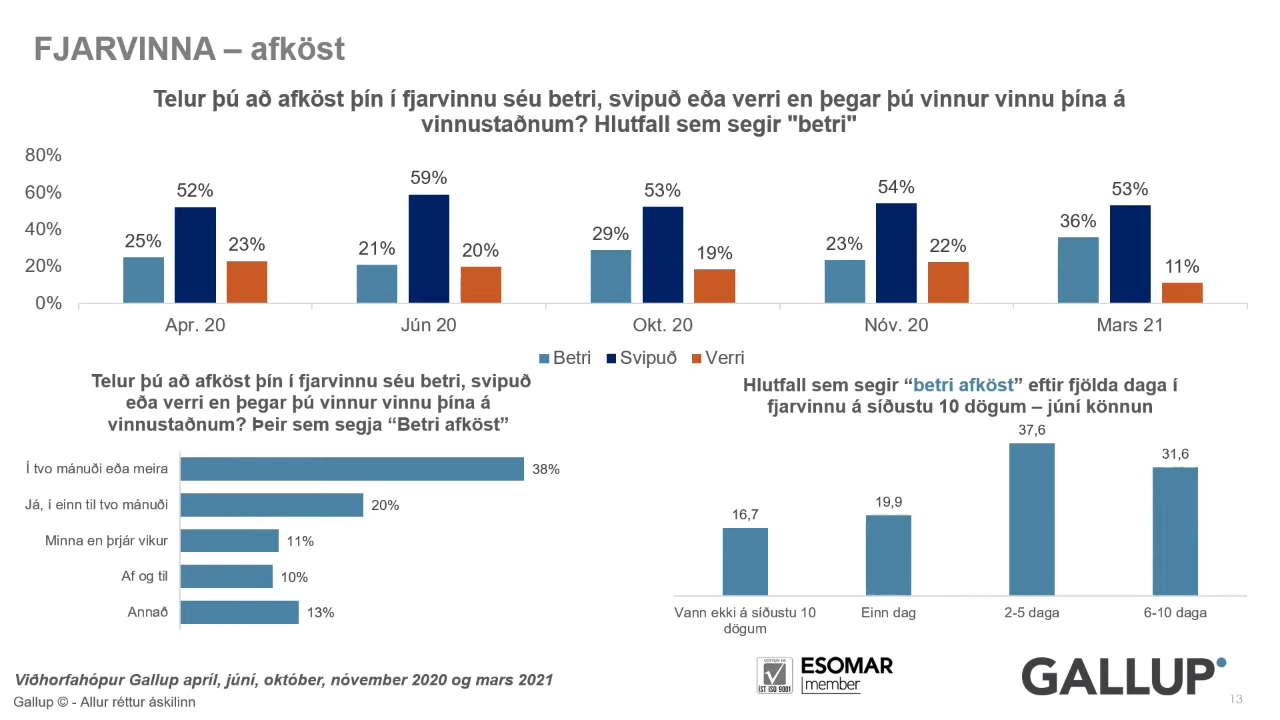 FJARVINNA – afköst
Telur þú að afköst þín í fjarvinnu séu betri, svipuð eða verri en þegar þú vinnur vinnu þína á
vinnustaðnum? Hlutfall sem segir "betri"
80%
60%
40%
20%
0%
25% 52% 23%
21% 59% 20%
29% 53% 19%
23% 54% 22%
36% 53% 11%
Apr. 20 Jún 20 Okt. 20 Nóv. 20 Mars 21
Betri Svipuð Verri
Telur þú að afköst þín í fjarvinnu séu betri, svipuð
eða verri en þegar þú vinnur vinnu þína á
vinnustaðnum? Þeir sem segja “Betri afköst”
Í tvo mánuði eða meira 38%
Já, í einn til tvo mánuði 20%
Minna en þrjár vikur 11%
Af og til 10%
Annað 13%
Hlutfall sem segir “betri afköst” eftir fjölda daga í
fjarvinnu á síðustu 10 dögum – júní könnun
16,7 19,9 37,6 31,6
Vann ekki á síðustu 10
dögum
Einn dag
2-5 daga
6-10 daga
Viðhorfahópur Gallup apríl, júní, október, nóvember 2020 og mars 2021
Gallup © - Allur réttur áskilinn
ÍST ISO 9001
ESOMAR
member
GALLUP
13